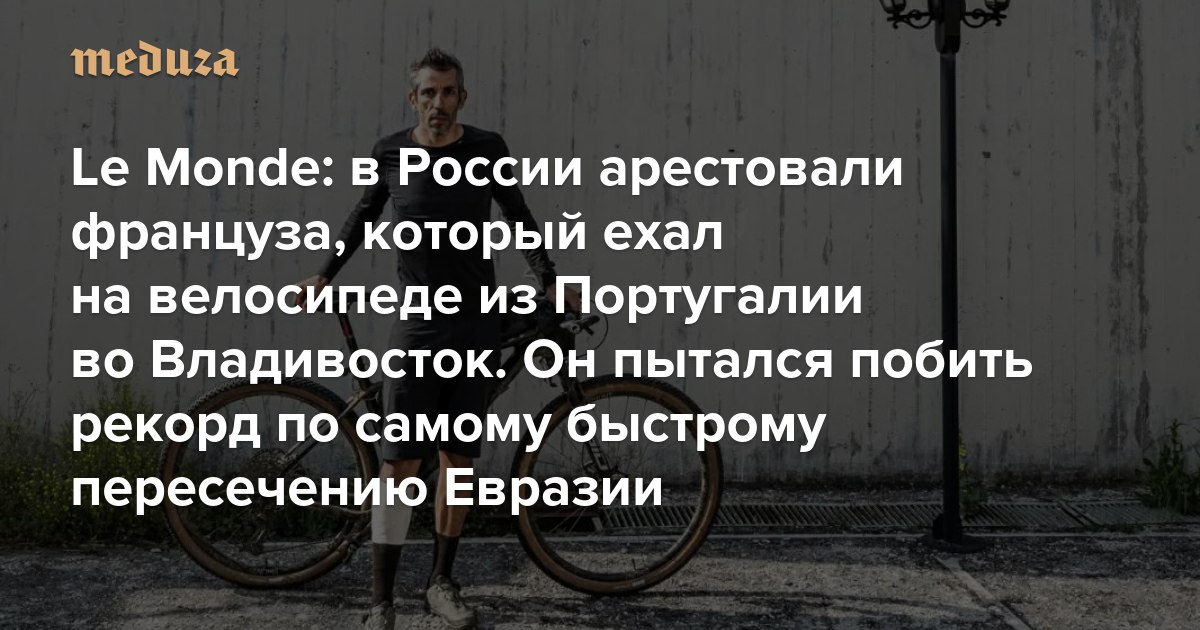 meduza
Le Monde: в России арестовали
француза, который ехал
на велосипеде из Португалии
во Владивосток. Он пытался побить
рекорд по самому быстрому
пересечению Евразии